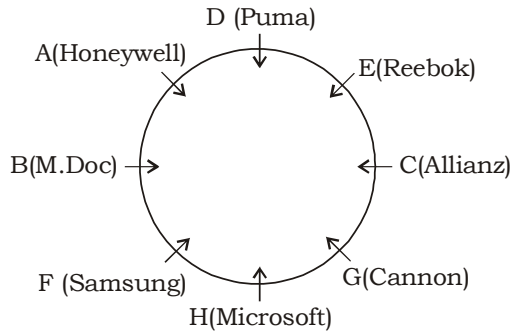 D (Puma)
A(Honeywell)
E(Reebok)
B(M.Doc)
C(Allianz)
F (Samsung)
G(Cannon)
H(Microsoft)